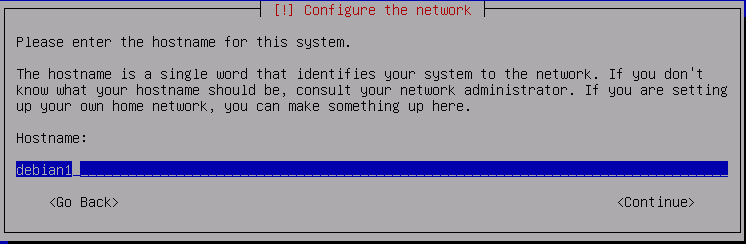 [!] Configure the network
Please enter the hostname for this system.
The hostname is a single word that identifies your system to the network. If you don't
know what your hostname should be, consult your network administrator. If you are setting
up your own home network, you can make something up here.
Hostname:
debian1
<Go Back> <Continue>